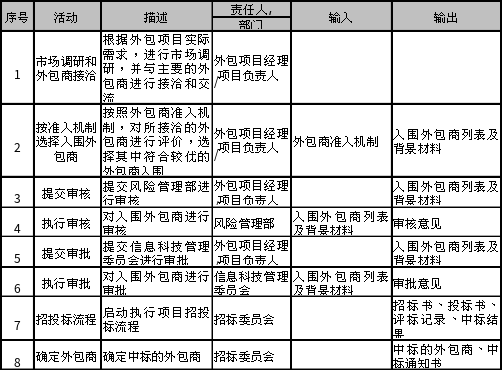 序号 活动 描述 责任人, 部门 输入 输出
1
市场调研和
外包商接洽
根据外包项目实际
需求，进行市场调
研，并与主要的外
包商进行接洽和交
流
外包项目经理
/项目负责人
2
按准入机制
选择入围外
包商
按照外包商准入机
制，对所接洽的外
包商进行评价，选
择其中符合较优的
外包商入围
外包项目经理
/项目负责人
外包商准入机制
入围外包商列表及
背景材料
3
提交审核
提交风险管理部进
行审核
外包项目经理
/项目负责人
入围外包商列表及
背景材料
4
执行审核
对入围外包商进行
审核
风险管理部
入围外包商列表
及背景材料
审核意见
5
提交审批
提交信息科技管理
委员会进行审批
外包项目经理
/项目负责人
入围外包商列表及
背景材料
6
执行审批
对入围外包商进行
审批
信息科技管理
委员会
入围外包商列表
及背景材料
审批意见
7
招投标流程
启动执行项目招投
标流程
招标委员会
招标书、投标书、
评标记录、中标结
果
8
确定外包商
确定中标的外包商
招标委员会
中标的外包商、中
标通知书